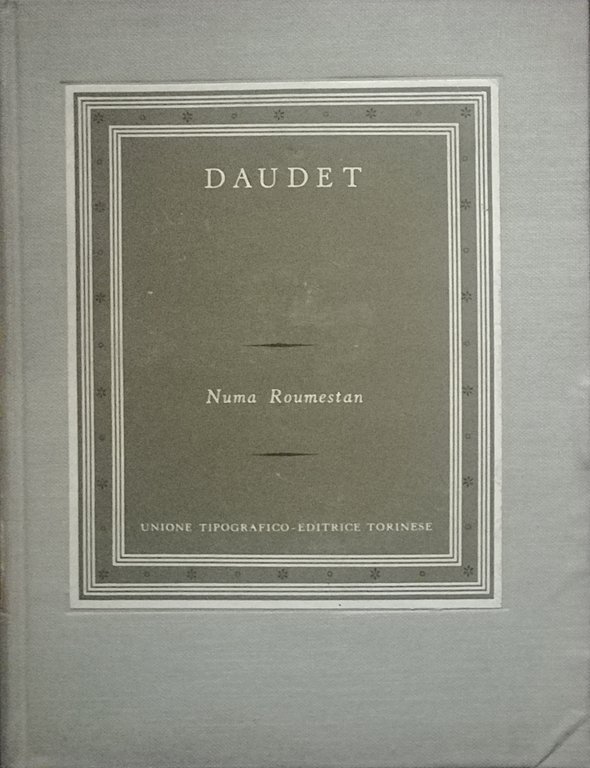 DAUDET
Numa Roumestan
UNIONE TIPOGRAFICO-EDITRICE TORINESE